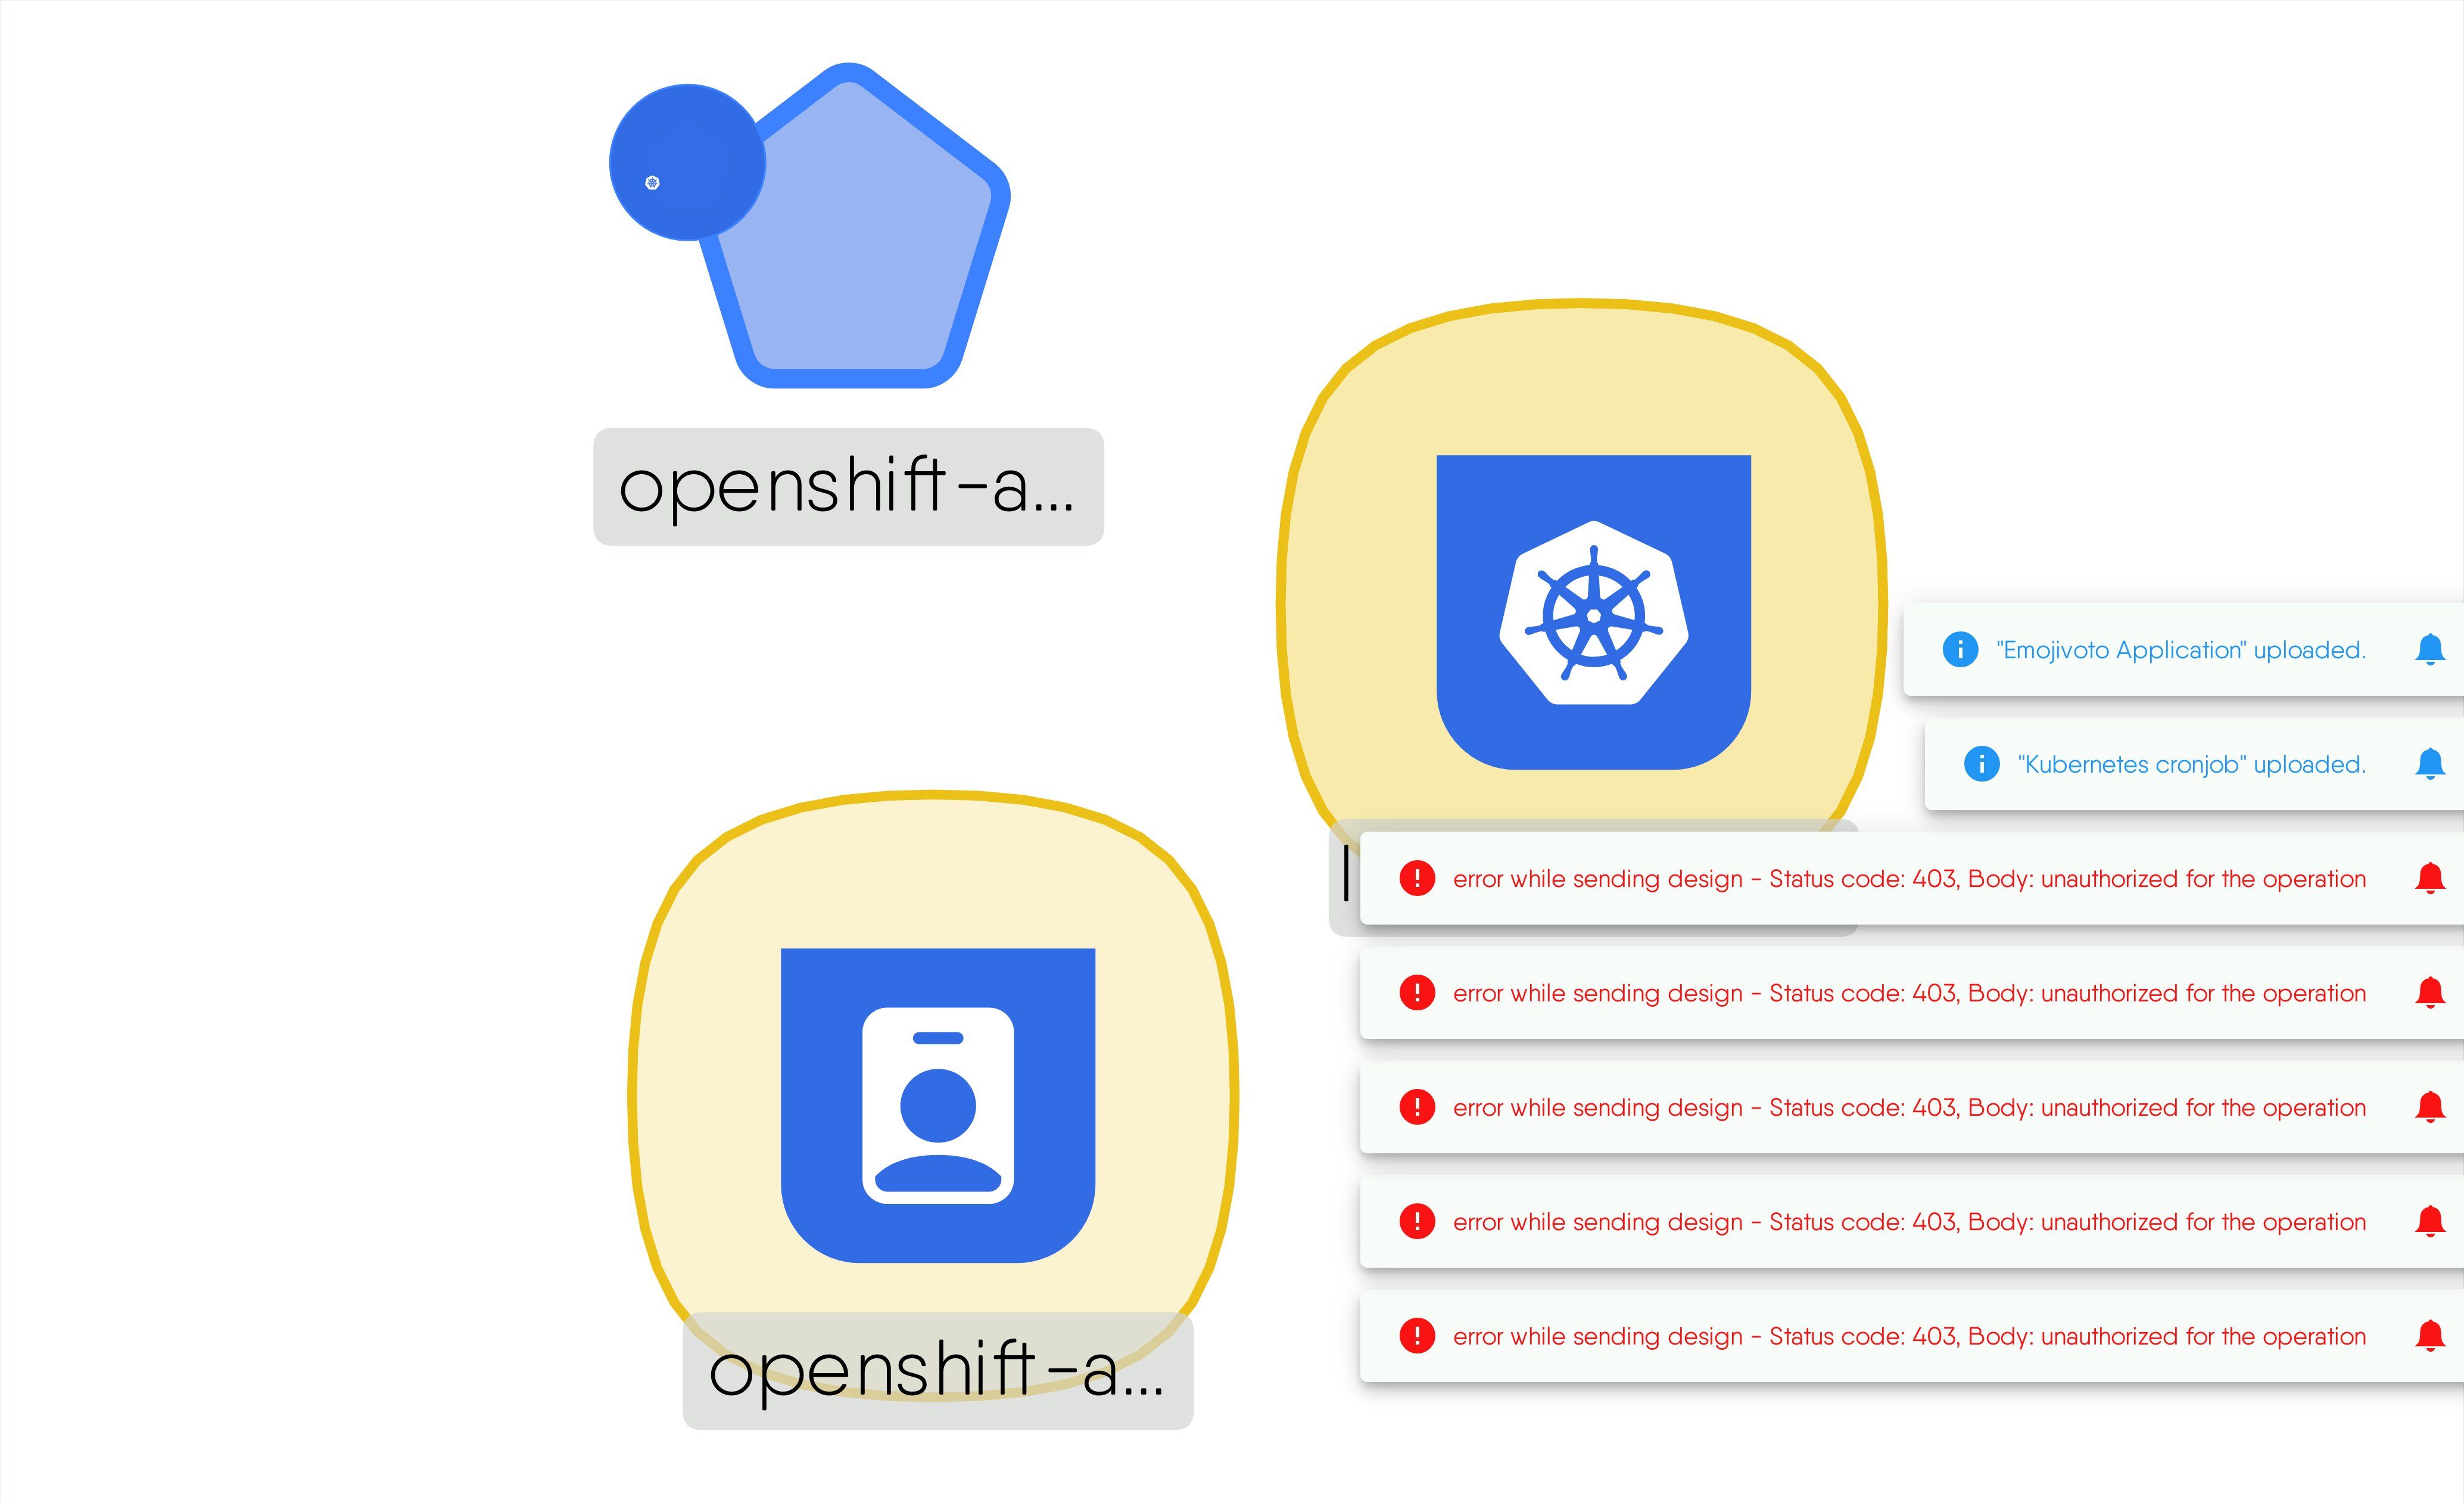 openshift-a...
"Emojivoto Application" uploaded.
"Kubernetes cronjob" uploaded.
error while sending design - Status code: 403, Body: unauthorized for the operation
error while sending design - Status code: 403, Body: unauthorized for the operation
error while sending design - Status code: 403, Body: unauthorized for the operation
error while sending design - Status code: 403, Body: unauthorized for the operation
error while sending design - Status code: 403, Body: unauthorized for the operation
openshift-a...